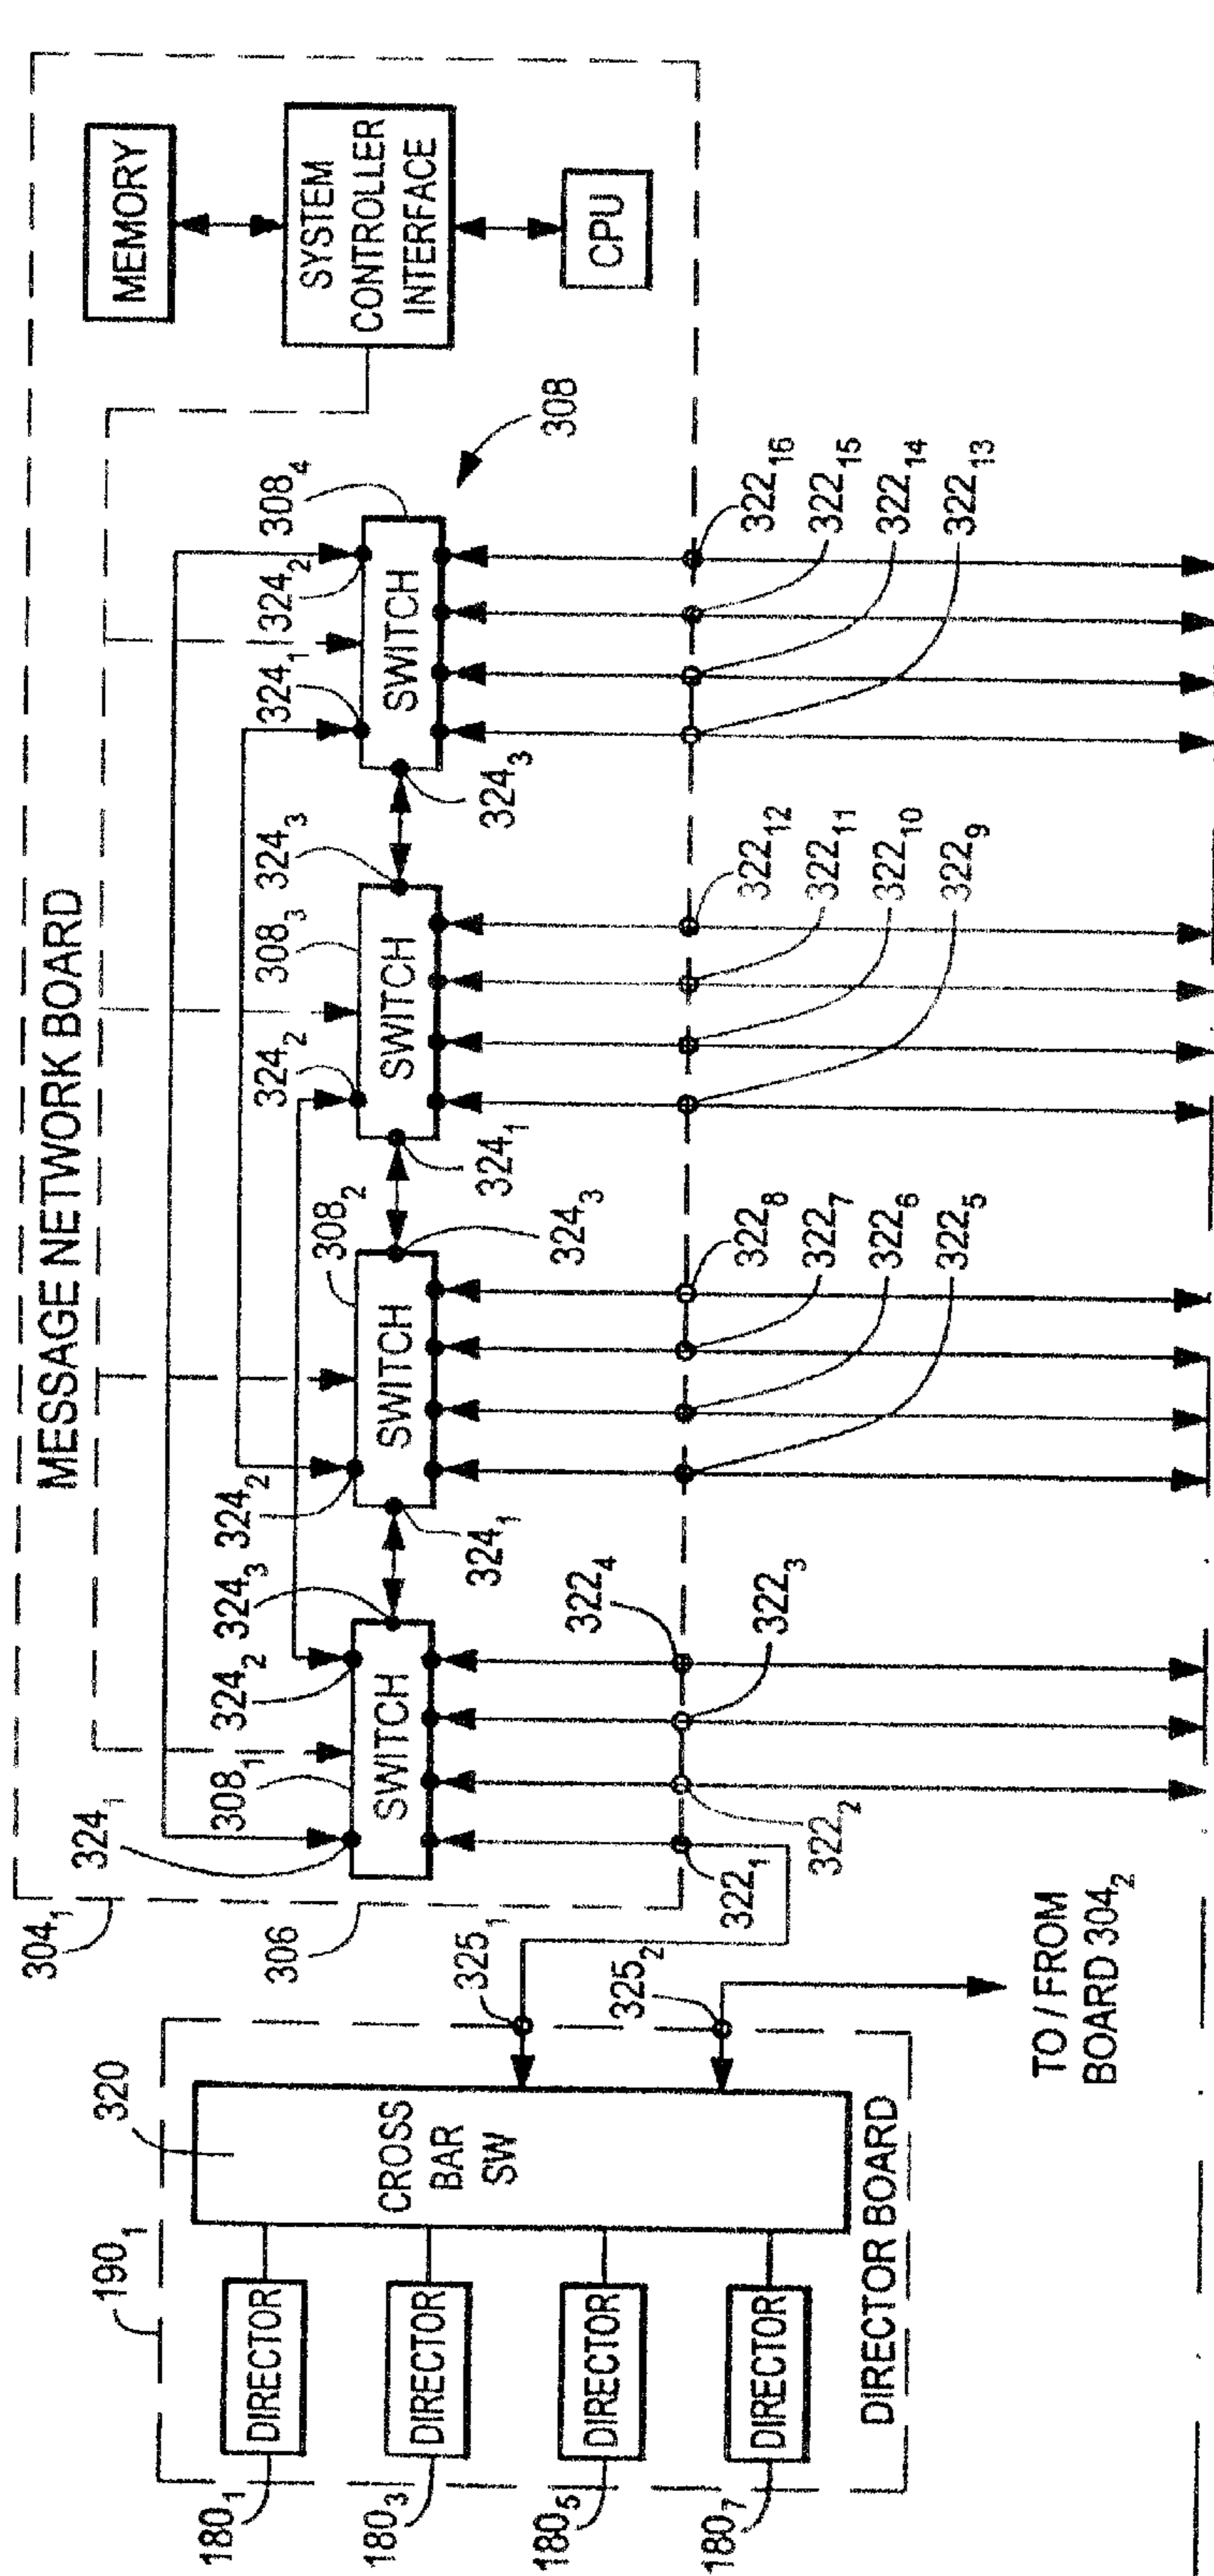 MESSAGE NETWORK BOARD
MEMORY
SYSTEM
CONTROLLER
INTERFACE
CPU
304₁
306
308
324₁
308₁
324₂
324₃
SWITCH
324₂
324₁
308₂
324₃
SWITCH
324₂
324₁
308₃
324₃
SWITCH
324₁
324₂
324₃
308₄
SWITCH
322₁
322₂
322₃
322₄
322₅
322₆
322₇
322₈
322₉
322₁₀
322₁₁
322₁₂
322₁₃
322₁₄
322₁₅
322₁₆
190₁
320
325₁
325₂
CROSS
BAR
SW
DIRECTOR
DIRECTOR
DIRECTOR
DIRECTOR
180₁
180₃
180₅
180₇
DIRECTOR BOARD
TO / FROM
BOARD 304₂